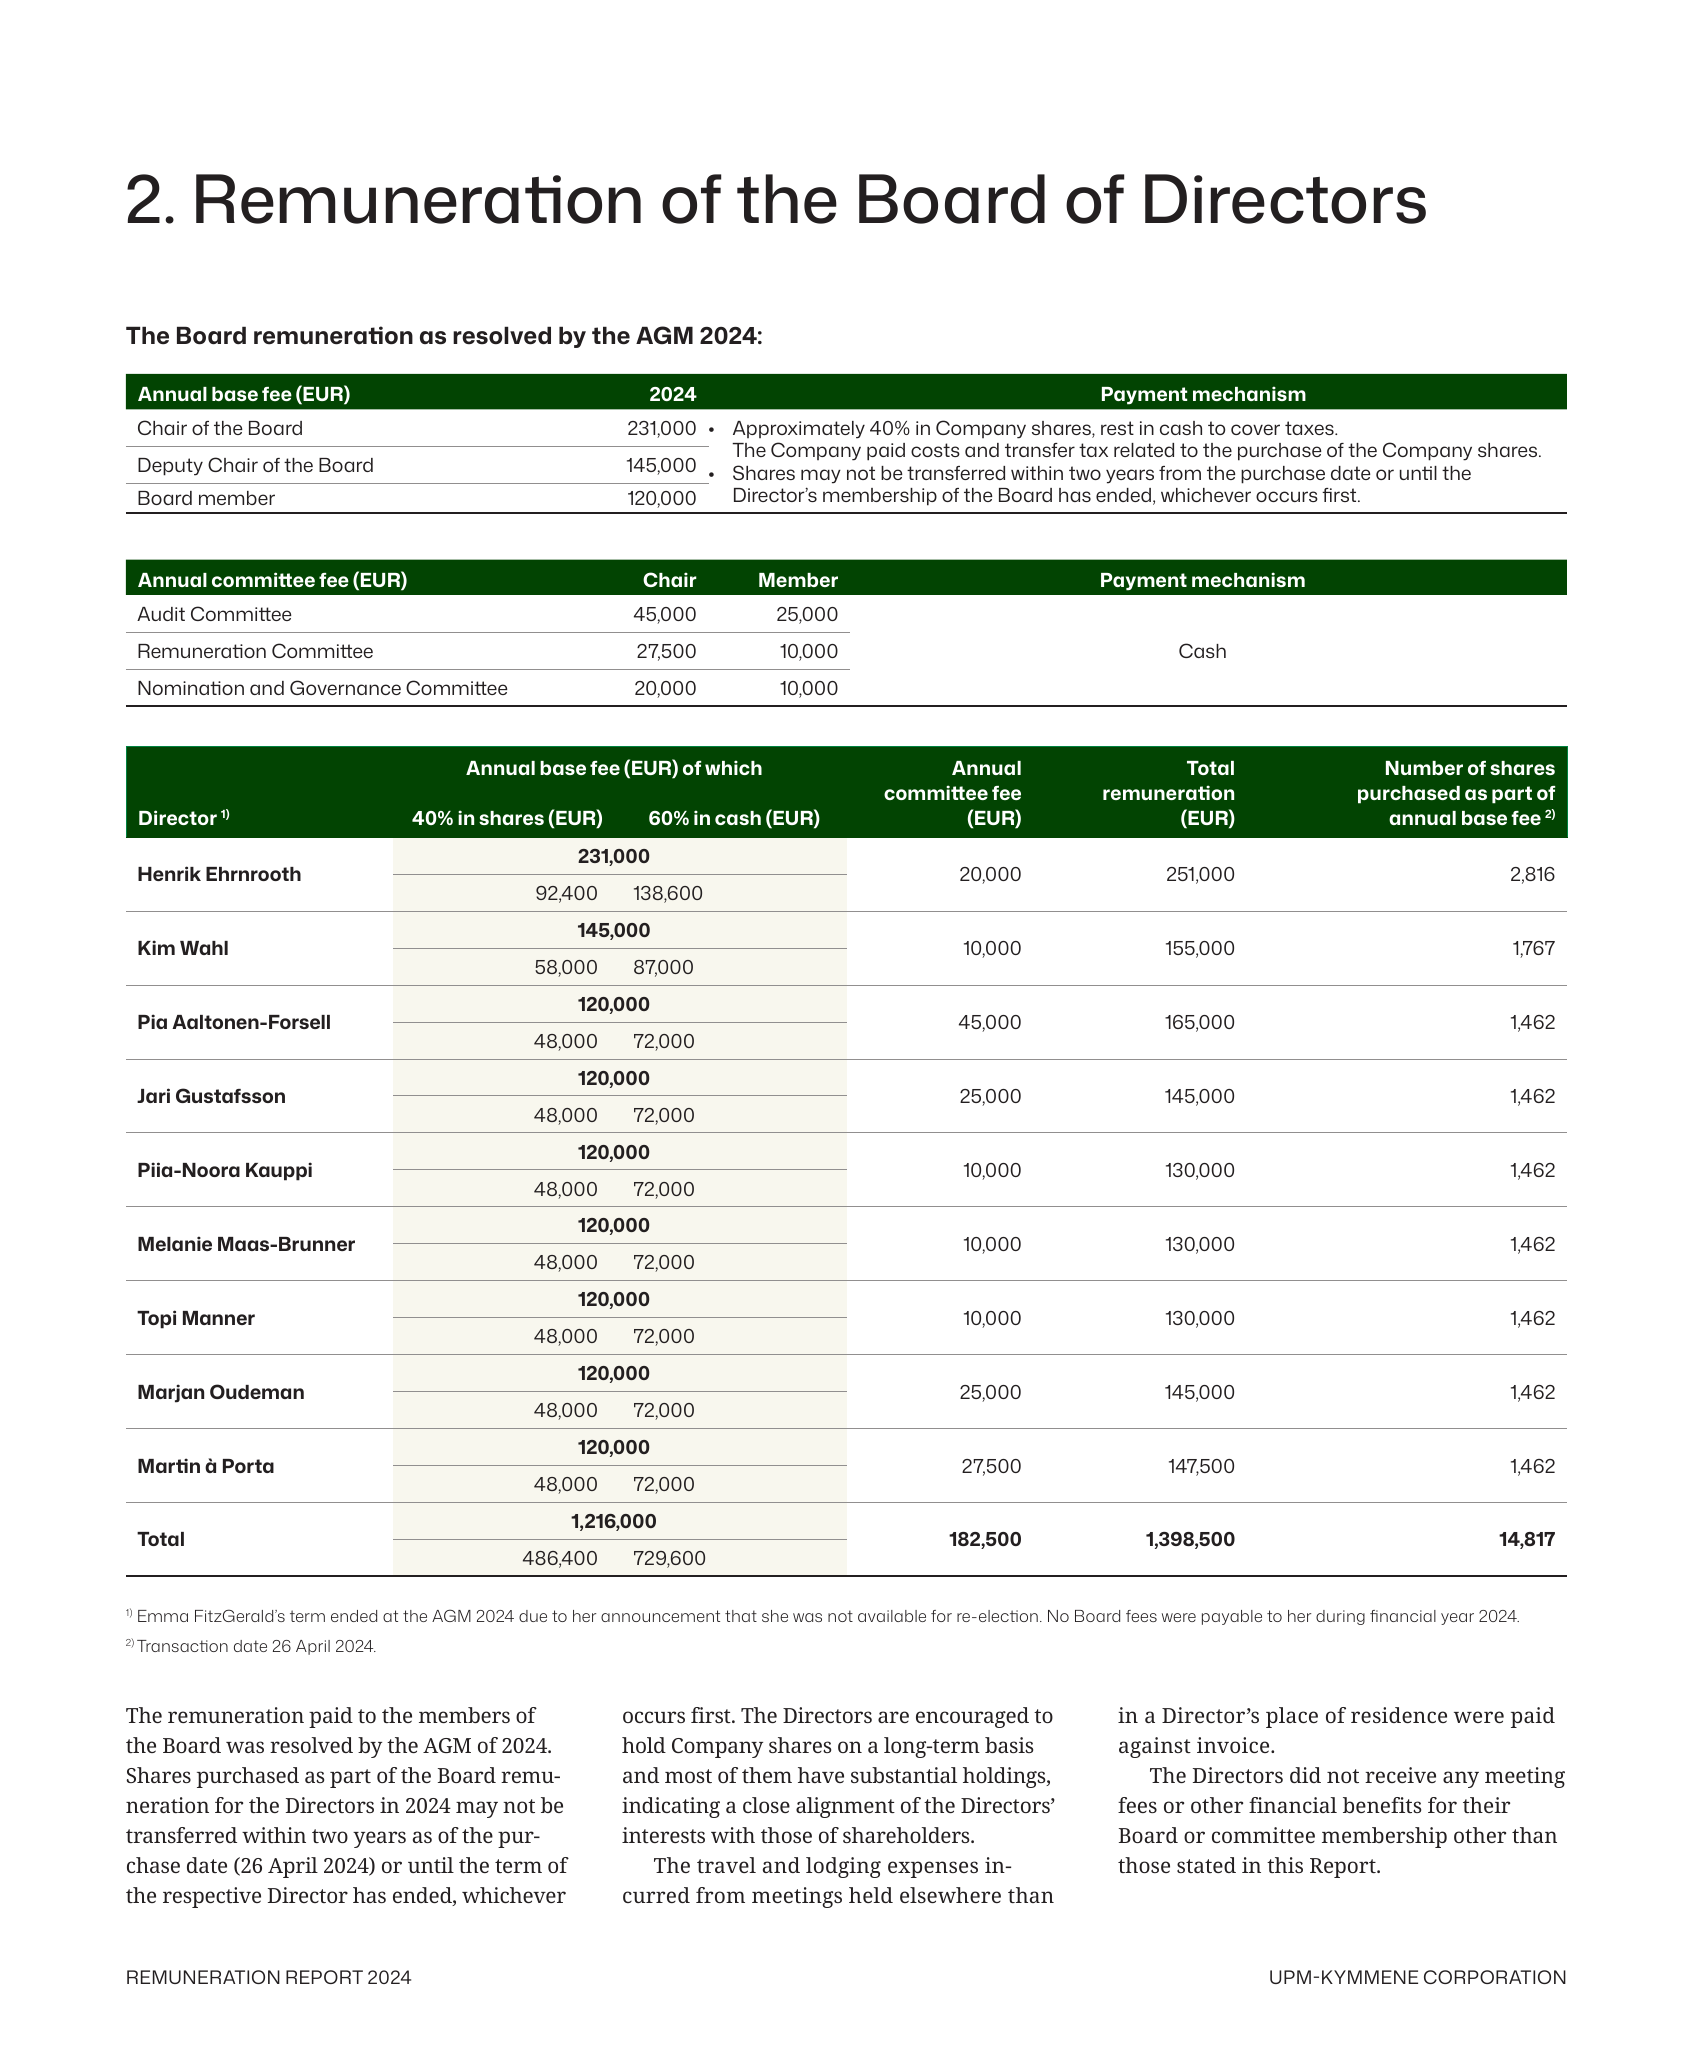 2. Remuneration of the Board of Directors
The Board remuneration as resolved by the AGM 2024:
Annual base fee (EUR) 2024 Payment mechanism
Chair of the Board 231,000
Deputy Chair of the Board 145,000
Board member 120,000
• Approximately 40% in Company shares, rest in cash to cover taxes.
The Company paid costs and transfer tax related to the purchase of the Company shares.
• Shares may not be transferred within two years from the purchase date or until the
Director’s membership of the Board has ended, whichever occurs first.
Annual committee fee (EUR) Chair Member Payment mechanism
Audit Committee 45,000 25,000
Remuneration Committee 27,500 10,000 Cash
Nomination and Governance Committee 20,000 10,000
Annual base fee (EUR) of which Annual Total Number of shares
committee fee remuneration purchased as part of
Director 1) 40% in shares (EUR) 60% in cash (EUR) (EUR) (EUR) annual base fee 2)
231,000
Henrik Ehrnrooth 20,000 251,000 2,816
92,400 138,600
145,000
Kim Wahl 10,000 155,000 1,767
58,000 87,000
120,000
Pia Aaltonen-Forsell 45,000 165,000 1,462
48,000 72,000
120,000
Jari Gustafsson 25,000 145,000 1,462
48,000 72,000
120,000
Piia-Noora Kauppi 10,000 130,000 1,462
48,000 72,000
120,000
Melanie Maas-Brunner 10,000 130,000 1,462
48,000 72,000
120,000
Topi Manner 10,000 130,000 1,462
48,000 72,000
120,000
Marjan Oudeman 25,000 145,000 1,462
48,000 72,000
120,000
Martin à Porta 27,500 147,500 1,462
48,000 72,000
1,216,000
Total 182,500 1,398,500 14,817
486,400 729,600
1) Emma FitzGerald’s term ended at the AGM 2024 due to her announcement that she was not available for re-election. No Board fees were payable to her during financial year 2024.
2) Transaction date 26 April 2024.
The remuneration paid to the members of
the Board was resolved by the AGM of 2024.
Shares purchased as part of the Board remu-
neration for the Directors in 2024 may not be
transferred within two years as of the pur-
chase date (26 April 2024) or until the term of
the respective Director has ended, whichever
occurs first. The Directors are encouraged to
hold Company shares on a long-term basis
and most of them have substantial holdings,
indicating a close alignment of the Directors’
interests with those of shareholders.
The travel and lodging expenses in-
curred from meetings held elsewhere than
in a Director’s place of residence were paid
against invoice.
The Directors did not receive any meeting
fees or other financial benefits for their
Board or committee membership other than
those stated in this Report.
REMUNERATION REPORT 2024
UPM-KYMMENE CORPORATION